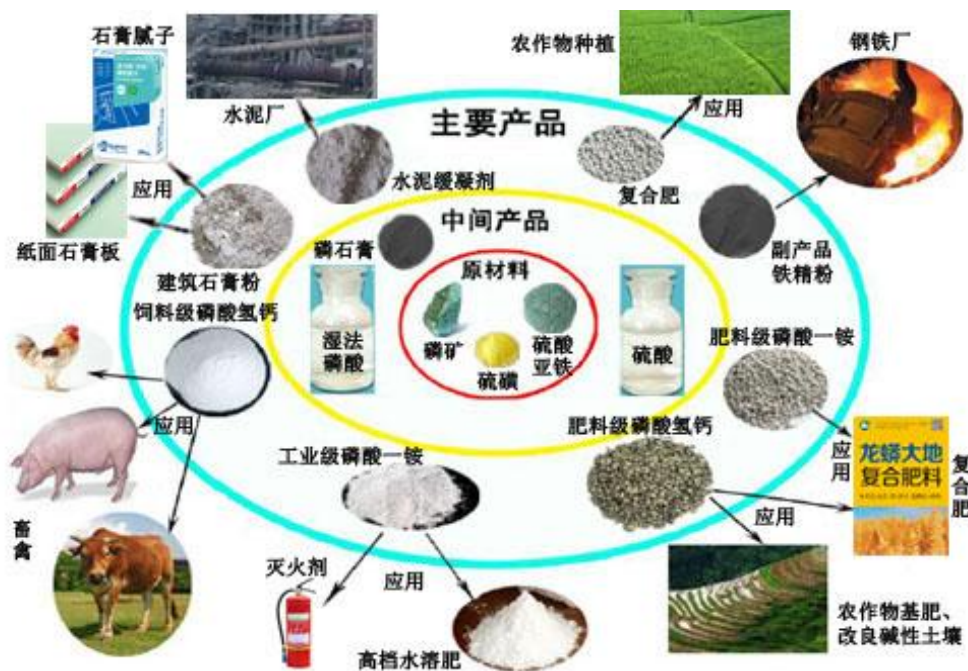 石膏腻子
水泥厂
农作物种植
钢铁厂
应用
主要产品
水泥缓凝剂
复合肥
应用
纸面石膏板
中间产品
副产品
铁精粉
磷石膏
原材料
建筑石膏粉
饲料级磷酸氢钙
湿法
磷酸
磷矿
硫磺
硫酸
亚铁
硫酸
肥料级磷酸一铵
应用
肥料级磷酸氢钙
工业级磷酸一铵
应用
龙蟒大地
复合肥料
复合肥
应用
畜禽
灭火剂
应用
高档水溶肥
农作物基肥、
改良碱性土壤